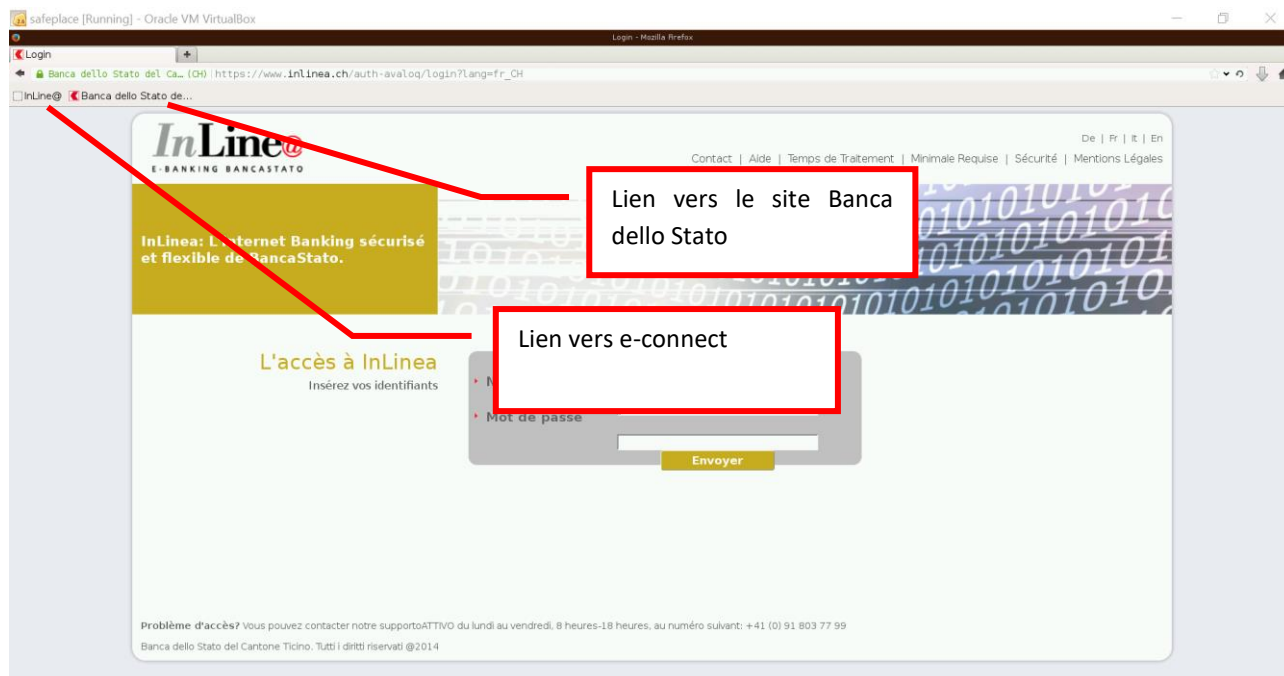 safeplace [Running] - Oracle VM VirtualBox
Login - Mozilla Firefox
Login
Banca dello Stato del Ca… (CH) https://www.inlinea.ch/auth-avaloq/login?lang=fr_CH
InLine@ Banca dello Stato de...
InLine@
E-BANKING BANCASTATO
De | Fr | It | En
Contact | Aide | Temps de Traitement | Minimale Requise | Sécurité | Mentions Légales
Lien vers le site Banca
dello Stato
InLinea: L'Internet Banking sécurisé
et flexible de BancaStato.
Lien vers e-connect
L'accès à InLinea
Insérez vos identifiants
Mot de passe
Envoyer
Problème d'accès? Vous pouvez contacter notre supportoATTIVO du lundi au vendredi, 8 heures-18 heures, au numéro suivant: +41 (0) 91 803 77 99
Banca dello Stato del Cantone Ticino. Tutti i diritti riservati @2014